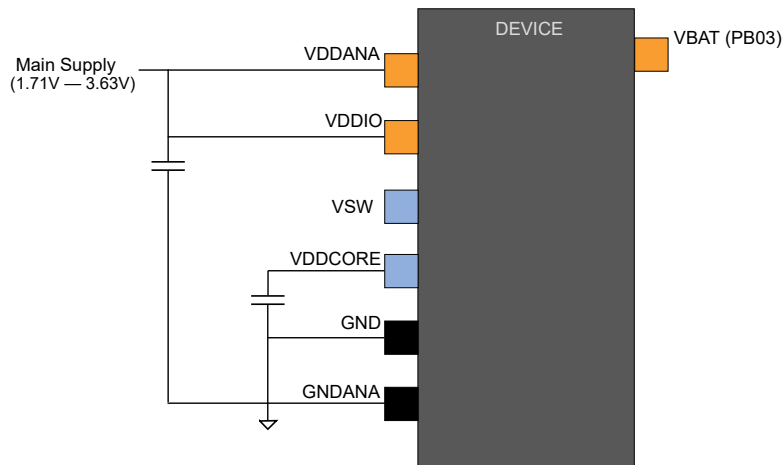 DEVICE
VBAT (PB03)
VDDANA
Main Supply
(1.71V — 3.63V)
VDDIO
VSW
VDDCORE
GND
GNDANA